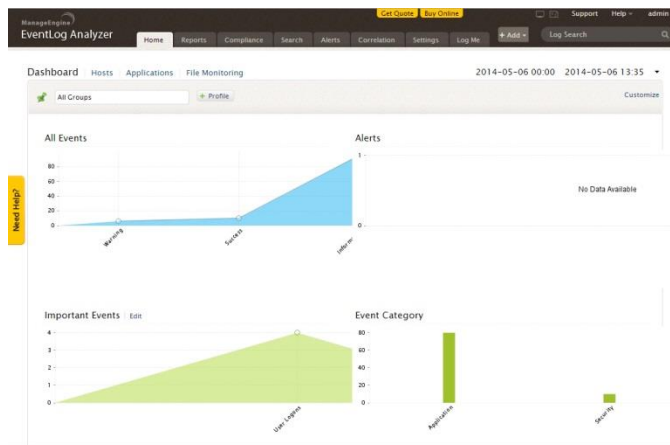 Get Quote Buy Online
Support Help admin
ManageEngine
EventLog Analyzer
Home Reports Compliance Search Alerts Correlation Settings Log Me + Add Log Search
Dashboard Hosts Applications File Monitoring 2014-05-06 00:00 2014-05-06 13:35
All Groups + Profile Customize
Need Help?
All Events
80
60
40
20
0
Warning Success Inform
Alerts
1
No Data Available
0
Important Events Edit
4
3
2
1
0
User Logons
Event Category
80
60
40
20
0
Application Security